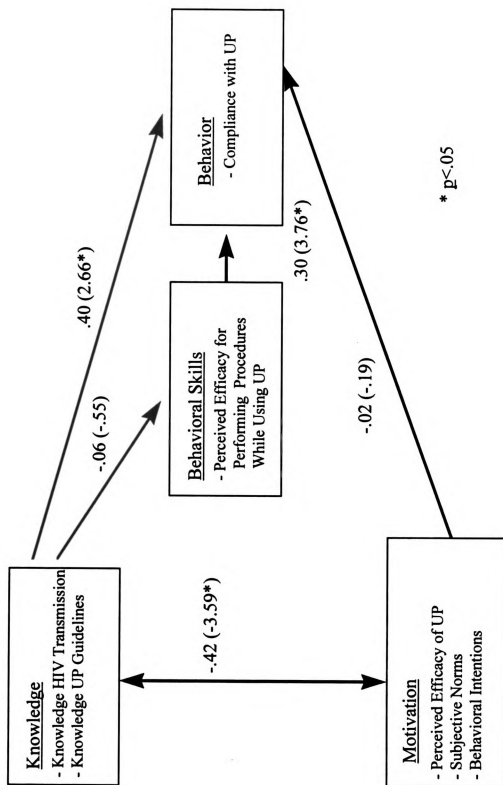 Knowledge
- Knowledge HIV Transmission
- Knowledge UP Guidelines
.40 (2.66*)
-.06 (-.55)
Behavioral Skills
- Perceived Efficacy for
Performing Procedures
While Using UP
Behavior
- Compliance with UP
.30 (3.76*)
-.42 (-3.59*)
-.02 (-.19)
Motivation
- Perceived Efficacy of UP
- Subjective Norms
- Behavioral Intentions
* p<.05